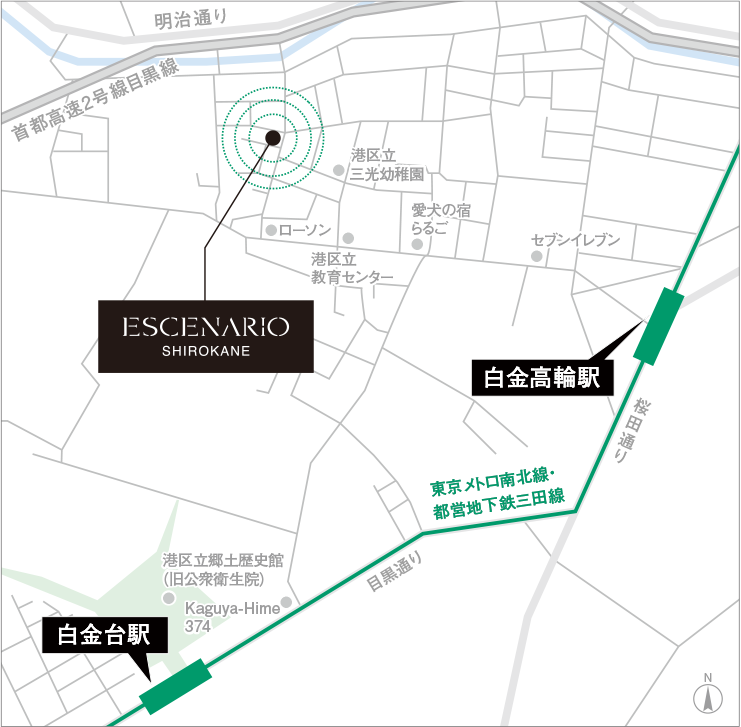 明治通り
首都高速2号線目黒線
港区立
三光幼稚園
愛犬の宿
らるご
ローソン
セブンイレブン
港区立
教育センター
ESCENARIO
SHIROKANE
白金高輪駅
桜田通り
東京メトロ南北線・
都営地下鉄三田線
目黒通り
港区立郷土歴史館
(旧公衆衛生院)
Kaguya-Hime
374
白金台駅
N